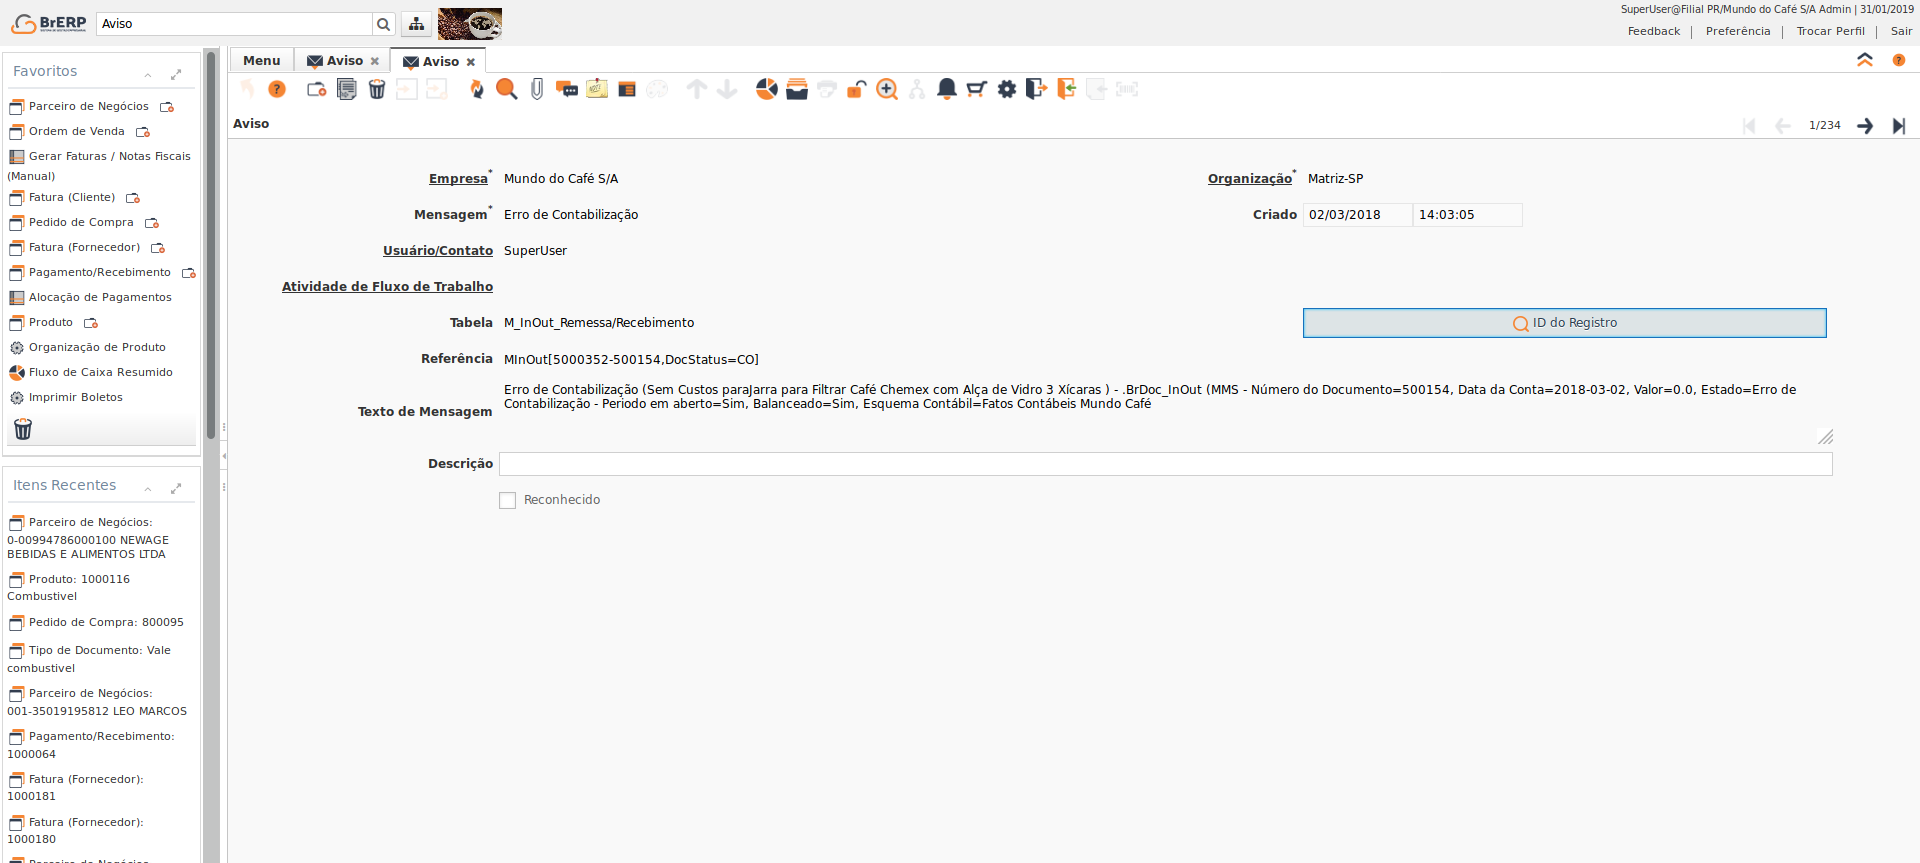 BrERP
Aviso
SuperUser@Filial PR/Mundo do Café S/A Admin | 31/01/2019
Feedback | Preferência | Trocar Perfil | Sair
Favoritos
Parceiro de Negócios
Ordem de Venda
Gerar Faturas / Notas Fiscais
(Manual)
Fatura (Cliente)
Pedido de Compra
Fatura (Fornecedor)
Pagamento/Recebimento
Alocação de Pagamentos
Produto
Organização de Produto
Fluxo de Caixa Resumido
Imprimir Boletos
Itens Recentes
Parceiro de Negócios:
0-00994786000100 NEWAGE
BEBIDAS E ALIMENTOS LTDA
Produto: 1000116
Combustivel
Pedido de Compra: 800095
Tipo de Documento: Vale
combustivel
Parceiro de Negócios:
001-35019195812 LEO MARCOS
Pagamento/Recebimento:
1000064
Fatura (Fornecedor):
1000181
Fatura (Fornecedor):
1000180
Menu Aviso Aviso
Aviso
1/234
Empresa* Mundo do Café S/A
Organização* Matriz-SP
Mensagem* Erro de Contabilização
Criado 02/03/2018 14:03:05
Usuário/Contato SuperUser
Atividade de Fluxo de Trabalho
Tabela M_InOut_Remessa/Recebimento
ID do Registro
Referência MInOut[5000352-500154,DocStatus=CO]
Texto de Mensagem
Erro de Contabilização (Sem Custos paraJarra para Filtrar Café Chemex com Alça de Vidro 3 Xícaras ) - .BrDoc_InOut (MMS - Número do Documento=500154, Data da Conta=2018-03-02, Valor=0.0, Estado=Erro de
Contabilização - Periodo em aberto=Sim, Balanceado=Sim, Esquema Contábil=Fatos Contábeis Mundo Café
Descrição
Reconhecido